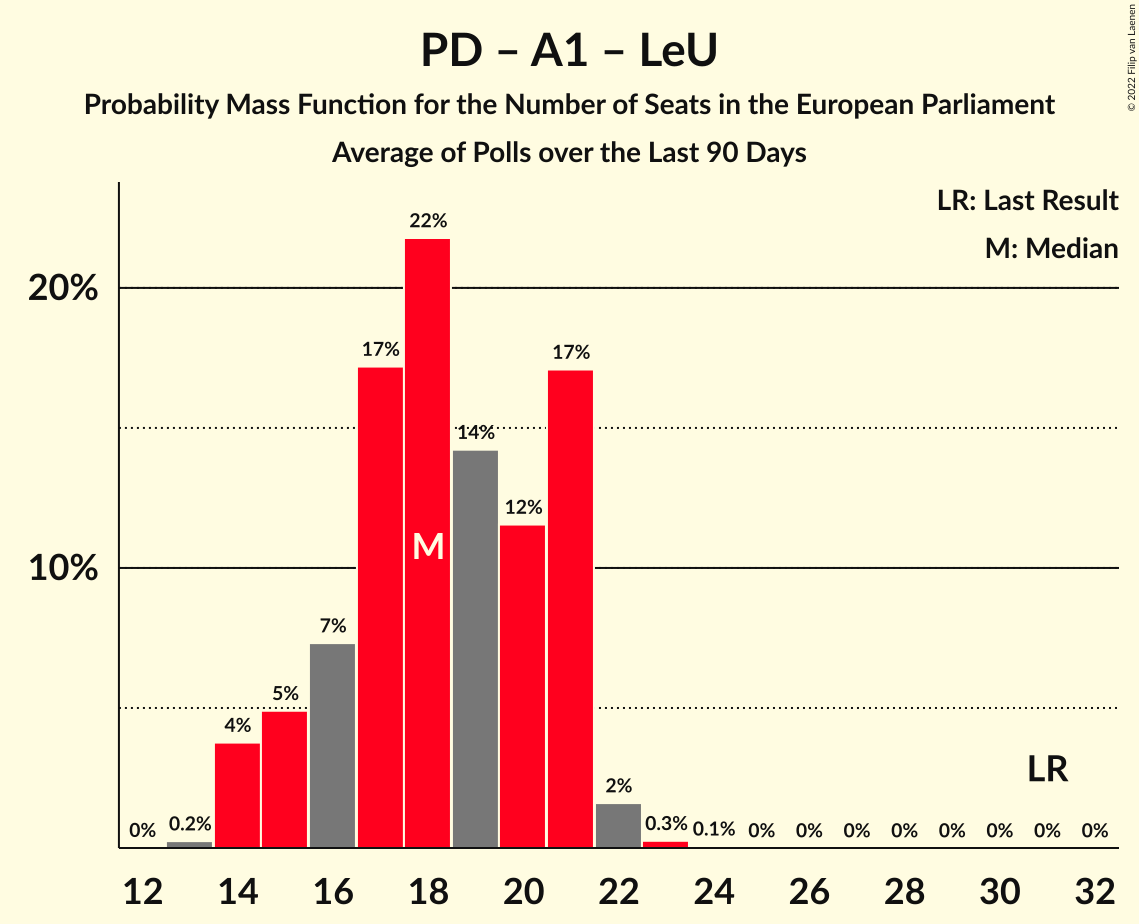 PD – A1 – LeU
Probability Mass Function for the Number of Seats in the European Parliament
Average of Polls over the Last 90 Days
© 2022 Filip van Laenen
LR: Last Result
M: Median
20%
10%
0%
0.2%
4%
5%
7%
17%
22%
14%
12%
17%
2%
0.3%
0.1%
0%
0%
0%
0%
0%
0%
0%
0%
M
LR
12 14 16 18 20 22 24 26 28 30 32